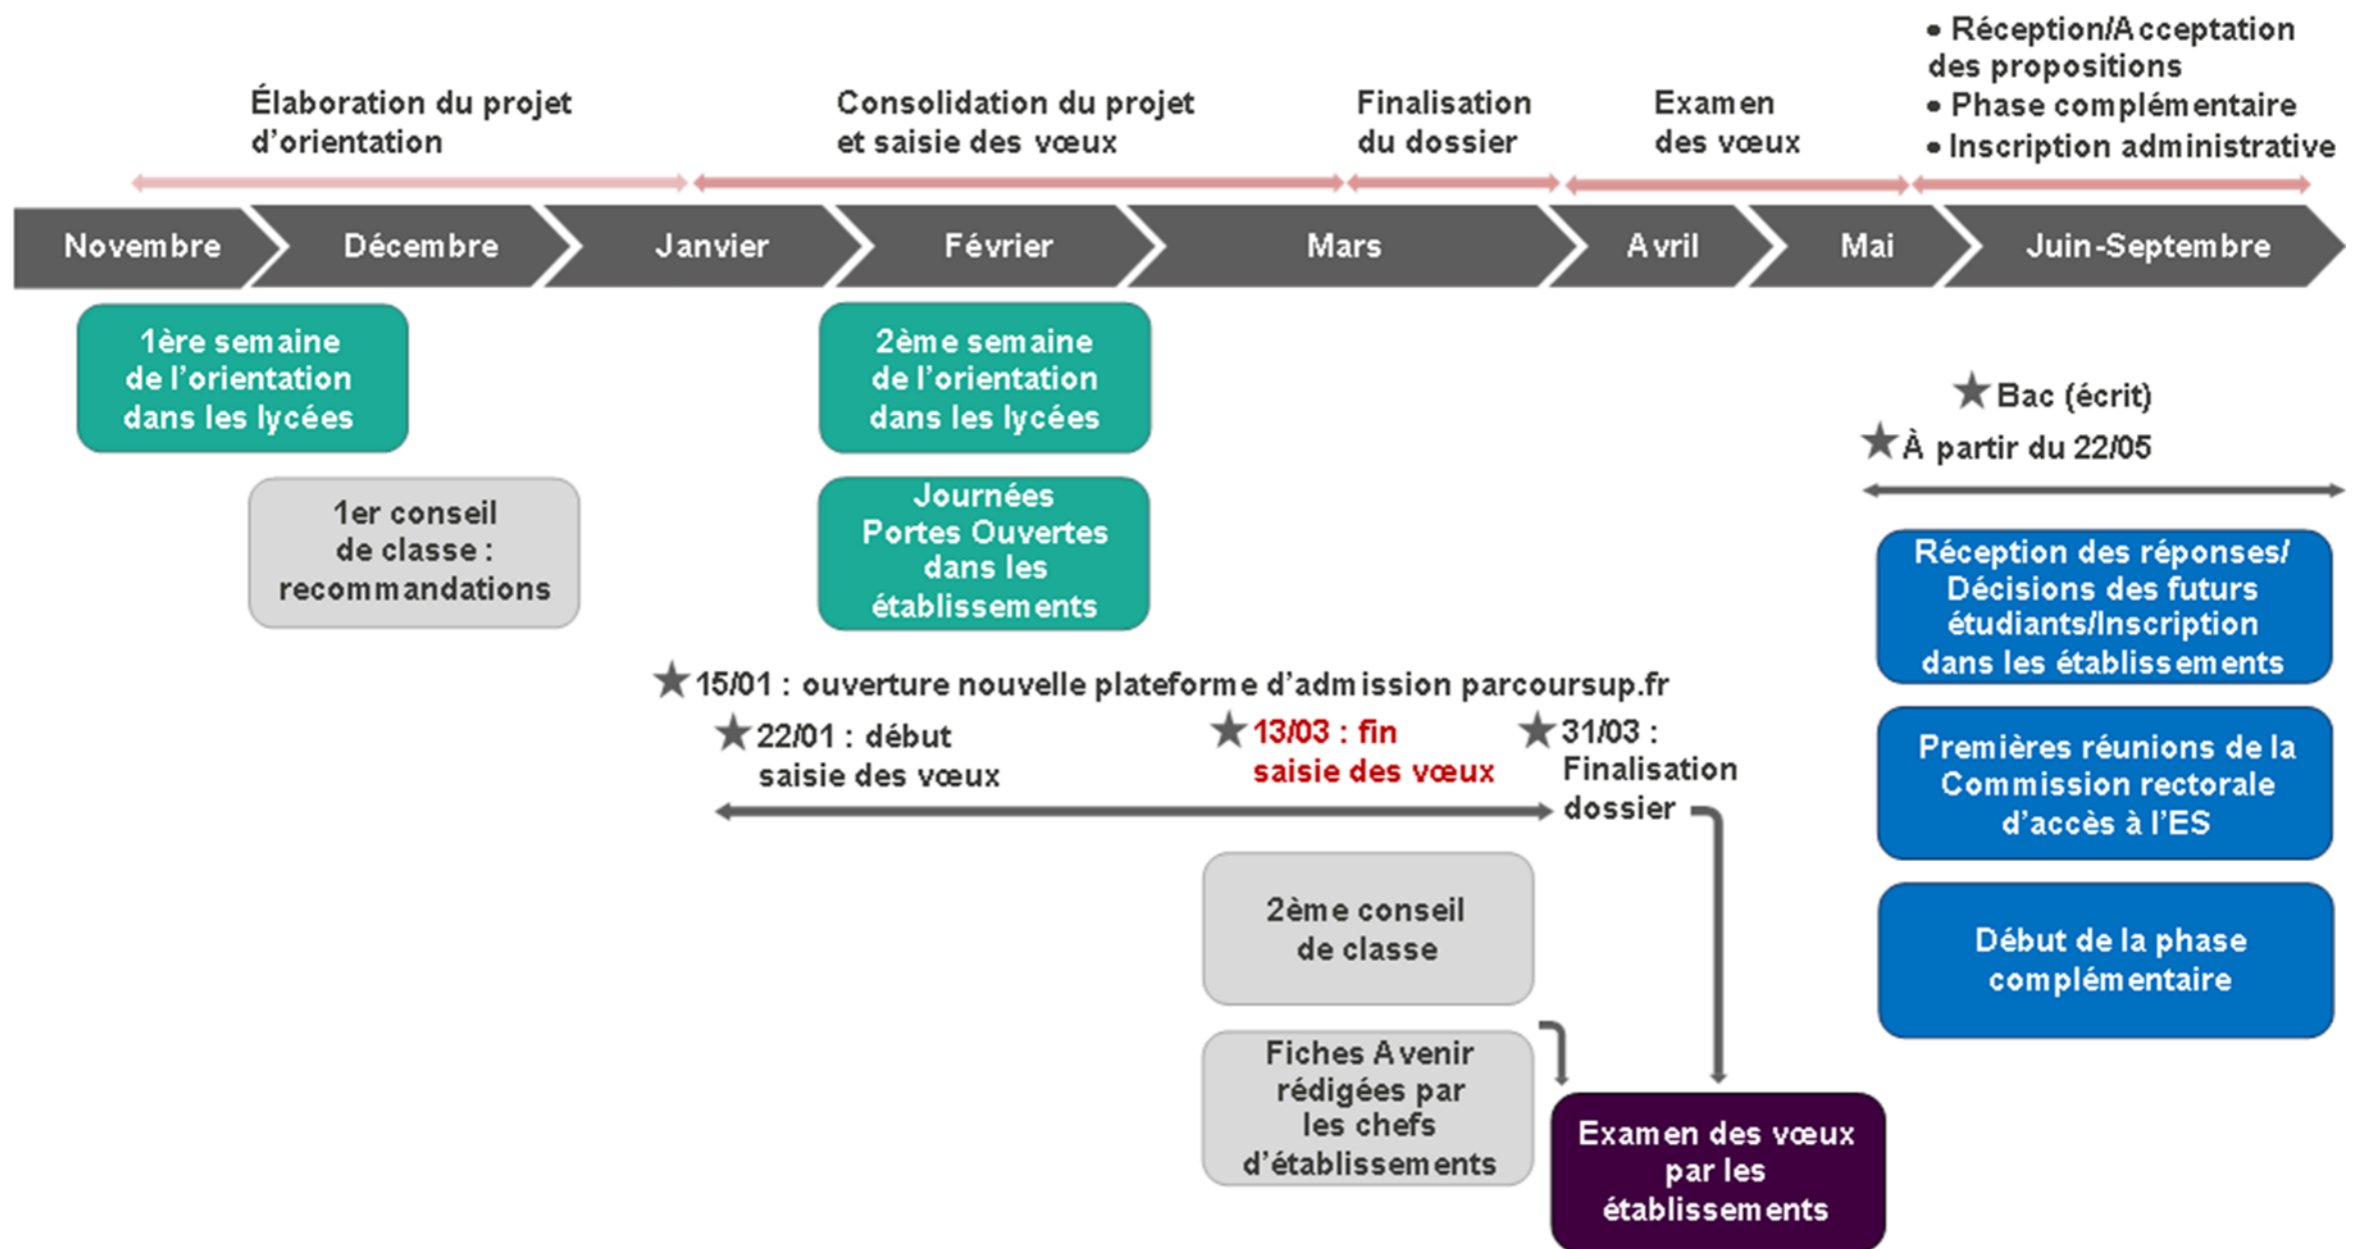 Élaboration du projet
d’orientation
Consolidation du projet
et saisie des vœux
Finalisation
du dossier
Examen
des vœux
• Réception/Acceptation
des propositions
• Phase complémentaire
• Inscription administrative
Novembre
Décembre
Janvier
Février
Mars
Avril
Mai
Juin-Septembre
1ère semaine
de l’orientation
dans les lycées
2ème semaine
de l’orientation
dans les lycées
★ Bac (écrit)
★ À partir du 22/05
1er conseil
de classe :
recommandations
Journées
Portes Ouvertes
dans les
établissements
Réception des réponses/
Décisions des futurs
étudiants/Inscription
dans les établissements
★ 15/01 : ouverture nouvelle plateforme d’admission parcoursup.fr
★ 22/01 : début
saisie des vœux
★ 13/03 : fin
saisie des vœux
★ 31/03 :
Finalisation
dossier
Premières réunions de la
Commission rectorale
d’accès à l’ES
2ème conseil
de classe
Début de la phase
complémentaire
Fiches Avenir
rédigées par
les chefs
d’établissements
Examen des vœux
par les
établissements